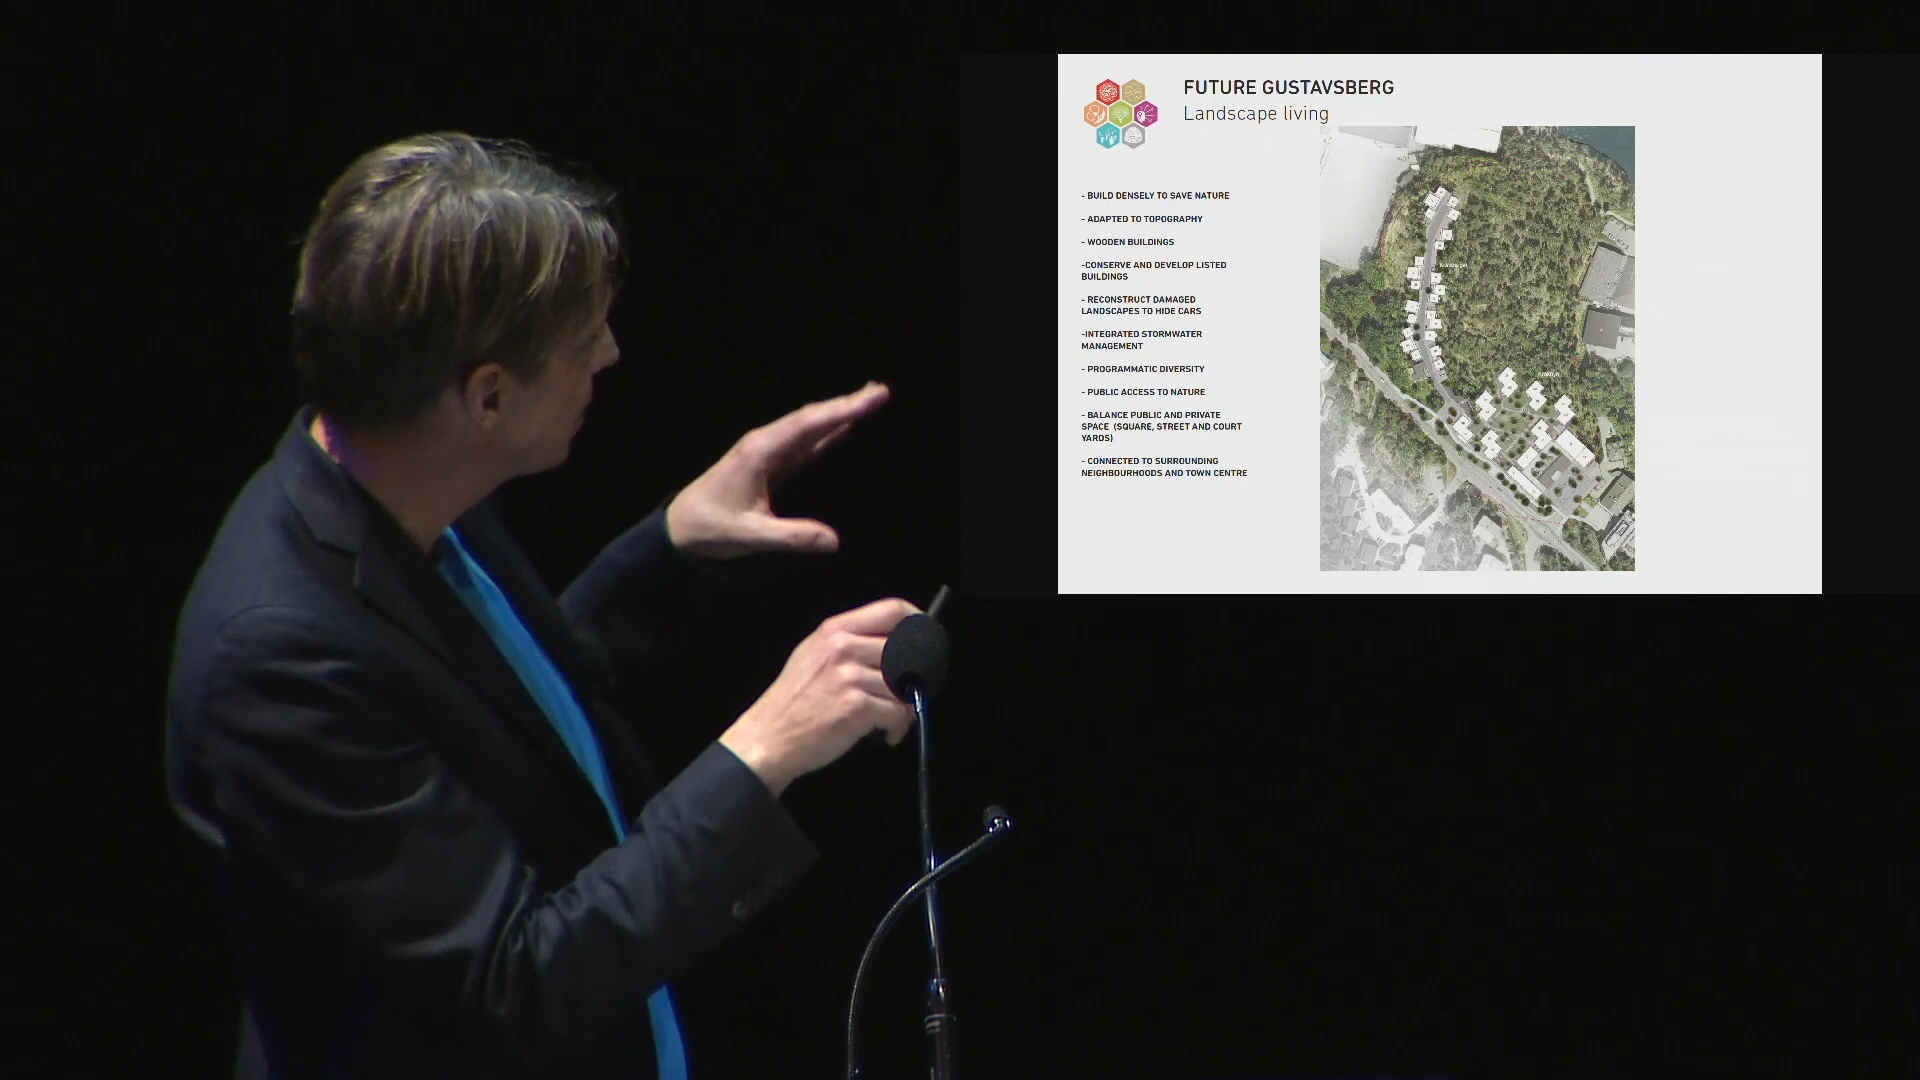 FUTURE GUSTAVSBERG
Landscape living
- BUILD DENSELY TO SAVE NATURE
- ADAPTED TO TOPOGRAPHY
- WOODEN BUILDINGS
-CONSERVE AND DEVELOP LISTED
BUILDINGS
- RECONSTRUCT DAMAGED
LANDSCAPES TO HIDE CARS
-INTEGRATED STORMWATER
MANAGEMENT
- PROGRAMMATIC DIVERSITY
- PUBLIC ACCESS TO NATURE
- BALANCE PUBLIC AND PRIVATE
SPACE (SQUARE, STREET AND COURT
YARDS)
- CONNECTED TO SURROUNDING
NEIGHBOURHOODS AND TOWN CENTRE